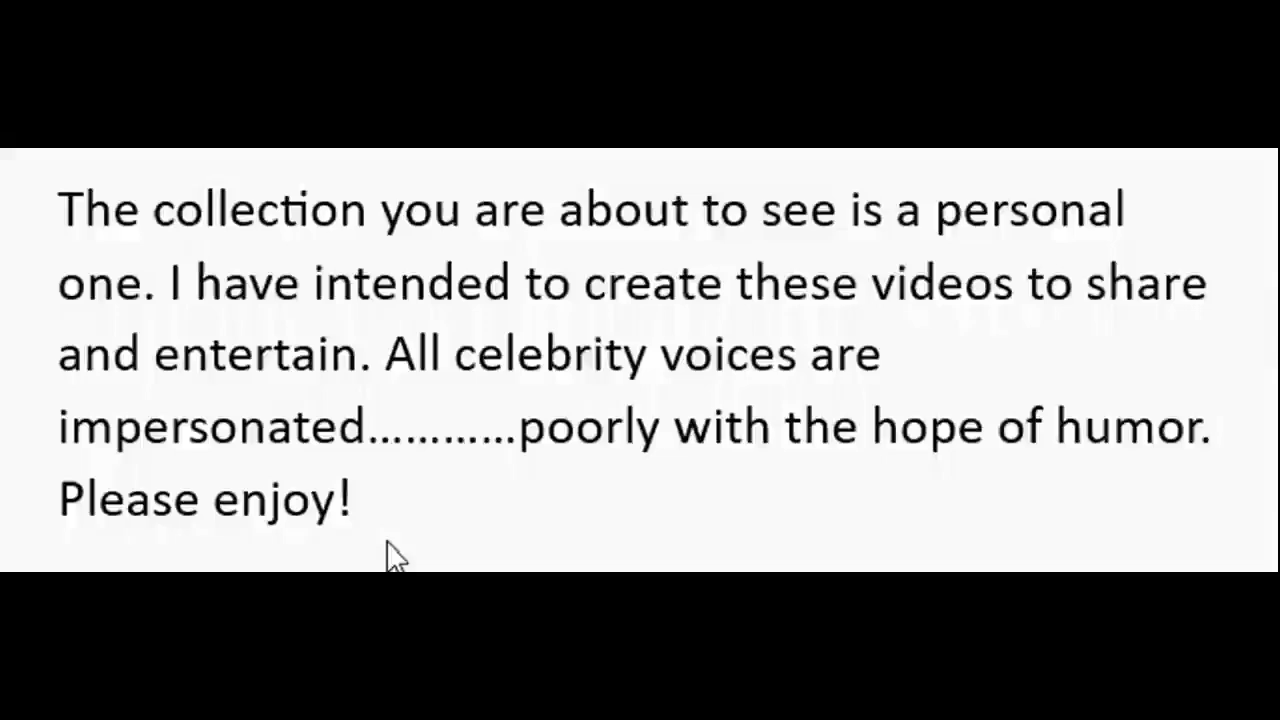 The collection you are about to see is a personal
one. I have intended to create these videos to share
and entertain. All celebrity voices are
impersonated…………poorly with the hope of humor.
Please enjoy!